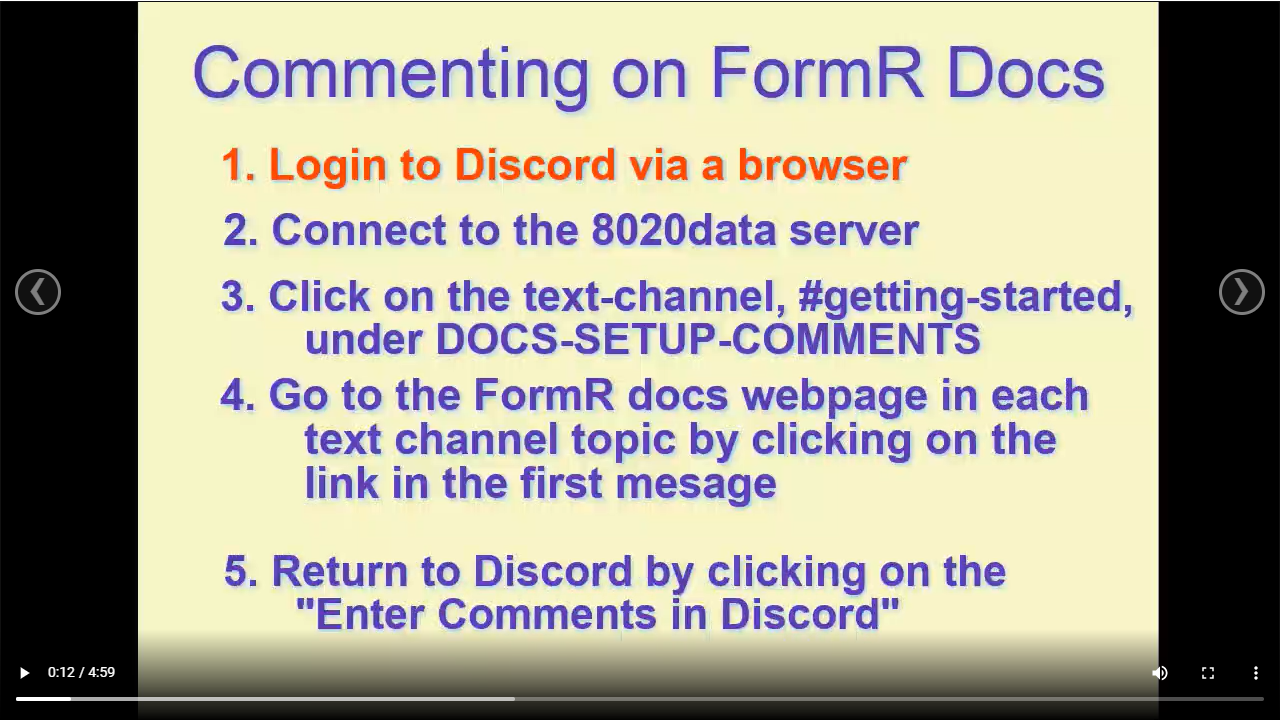 Commenting on FormR Docs
1. Login to Discord via a browser
2. Connect to the 8020data server
3. Click on the text-channel, #getting-started,
under DOCS-SETUP-COMMENTS
4. Go to the FormR docs webpage in each
text channel topic by clicking on the
link in the first mesage
5. Return to Discord by clicking on the
"Enter Comments in Discord"
0:12 / 4:59